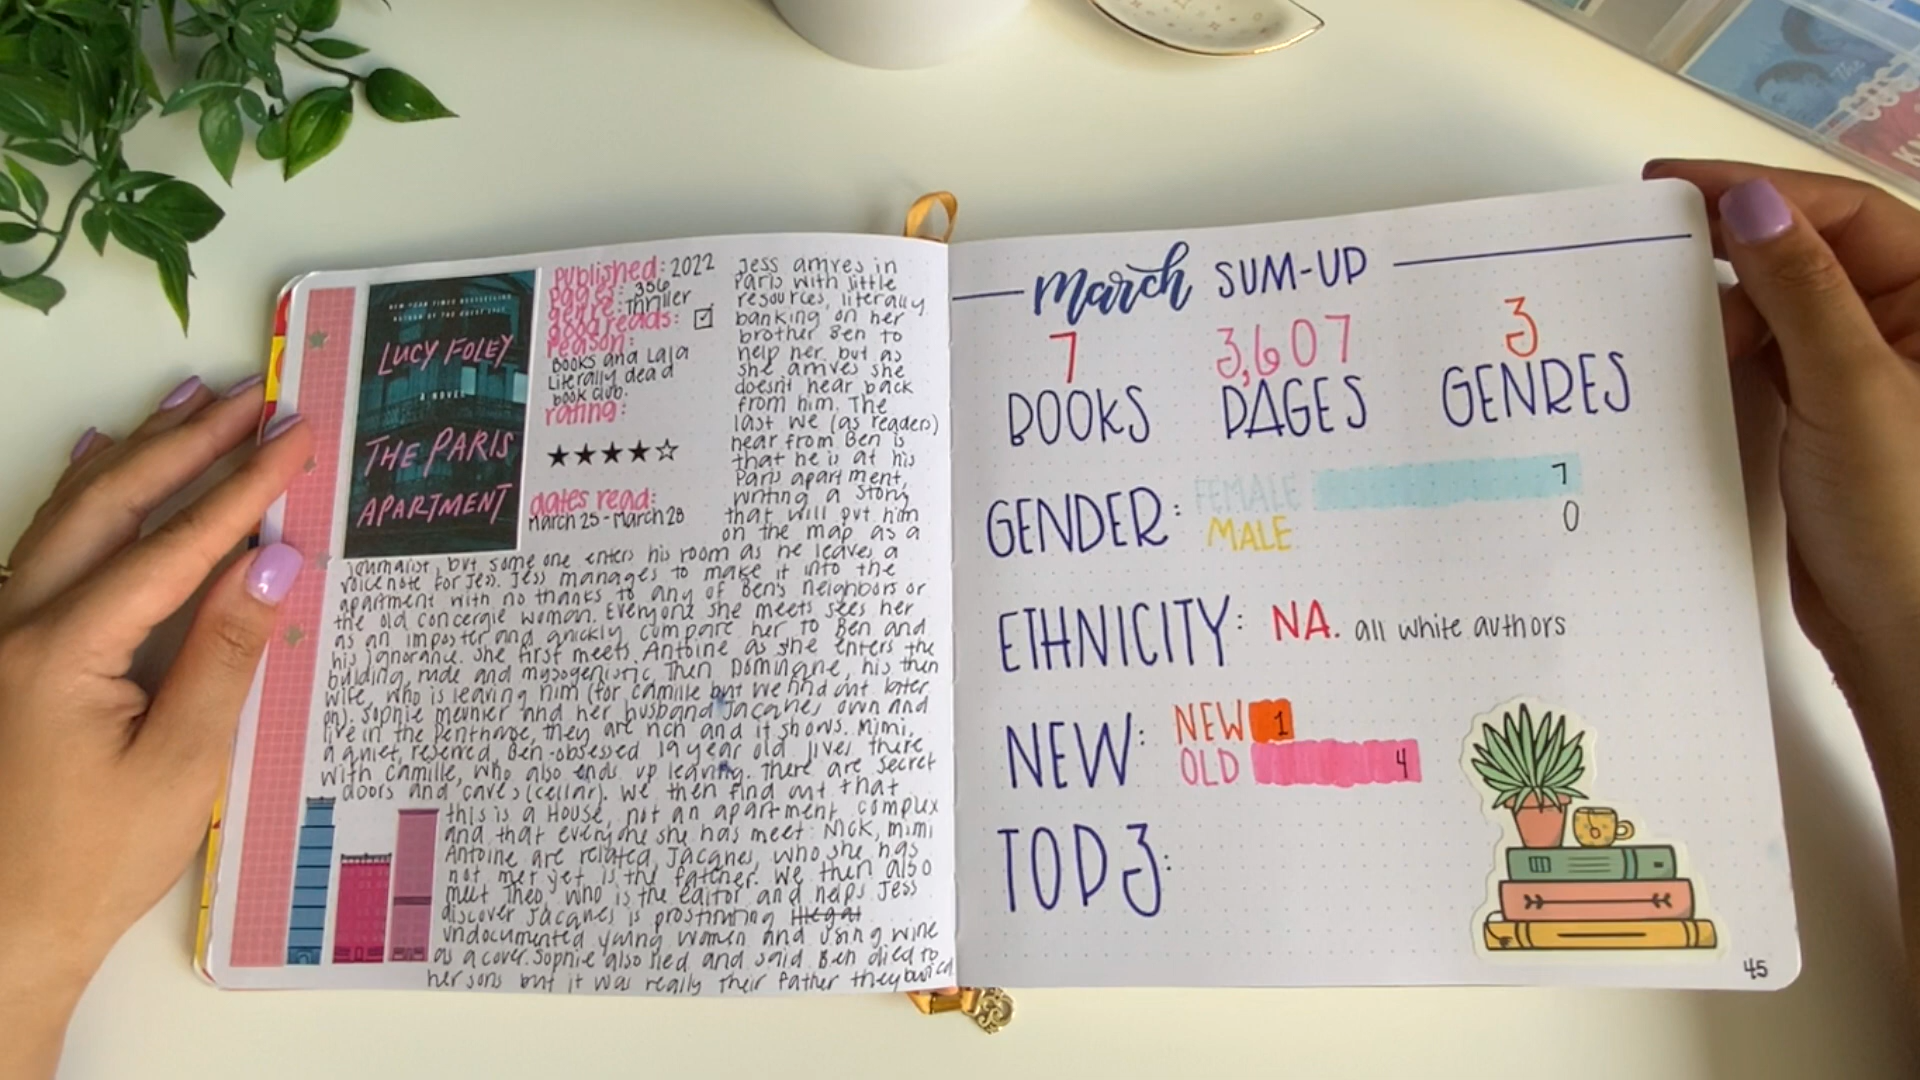 NEW YORK TIMES BESTSELLING
AUTHOR OF THE GUEST LIST
LUCY FOLEY
A NOVEL
THE PARIS
APARTMENT
published: 2022
pages: 356
genre: Thriller
goodreads:
reason:
Books and Lala
Literally dead
book club.
rating:
dates read:
March 25 - March 28
Jess arrives in
Paris with little
resources, literally
banking on her
brother Ben to
help her, but as
she arrives she
doesn't hear back
from him. The
last we (as readers)
hear from Ben is
that he is at his
Paris apartment,
writing a story
that will put him
on the map as a
journalist, but someone enters his room as he leaves a
voicenote for Jess. Jess manages to make it into the
apartment with no thanks to any of Ben's neighbors or
the old concergie woman. Everyone she meets sees her
as an imposter and quickly compare her to Ben and
his ignorance. She first meets Antoine as she enters the
building, rude and mysogenistic. Then Dominque, his then
wife, who is leaving him (for camille but we find out later
on). Sophie meunier and her husband Jacques own and
live in the penthouse, they are rich and it shows. Mimi,
a quiet, reserved, Ben-obsessed 19 year old lives there
with camille, who also ends up leaving. There are secret
doors and caves (cellar). We then find out that
this is a House, not an apartment complex
and that everyone she has meet: Nick, mimi
Antoine are related, Jacques, who she has
not met yet is the father. We then also
meet Theo, who is the editor and helps Jess
discover Jacques is prostituting illegal
undocumented young women and using wine
as a cover. Sophie also lied and said Ben died to
her sons but it was really their father they buried
March SUM-UP
7 3,607 3
BOOKS PAGES GENRES
GENDER: FEMALE 7
MALE 0
ETHNICITY: NA. all white authors
NEW: NEW 1
OLD 4
TOP 3:
45
The